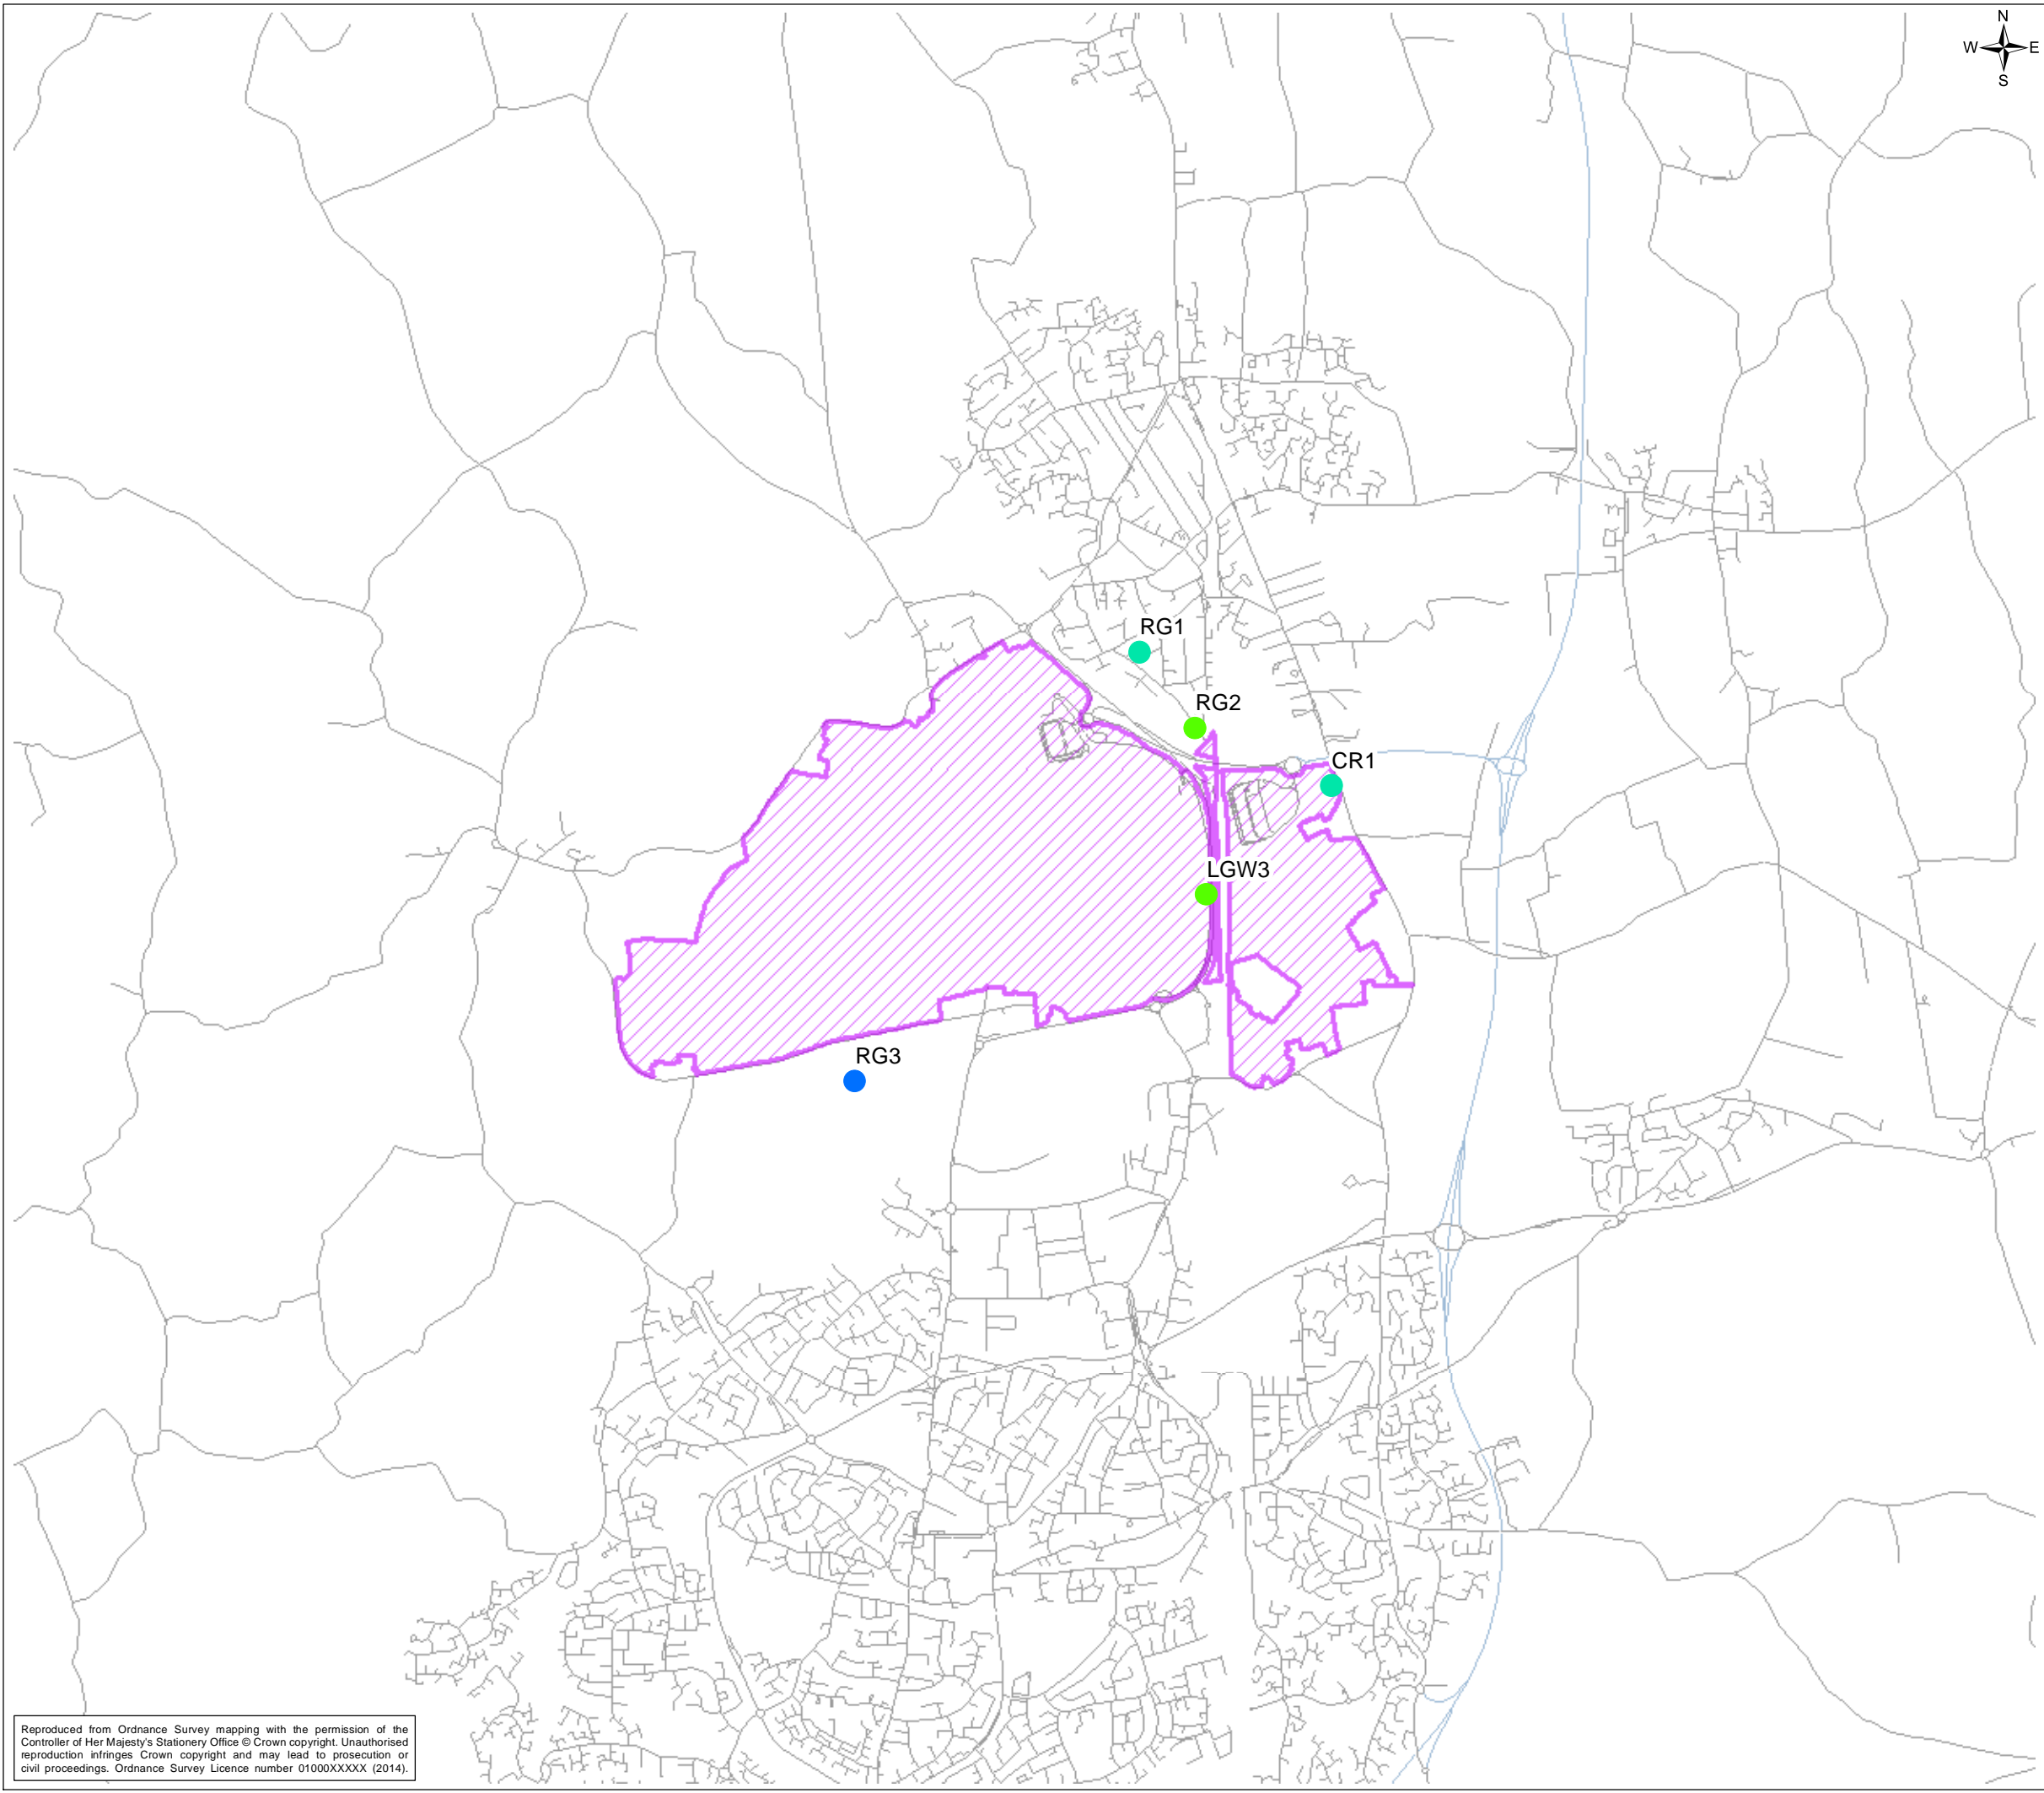 N
W E
S
RG1
RG2
CR1
LGW3
RG3
Reproduced from Ordnance Survey mapping with the permission of the
Controller of Her Majesty's Stationery Office © Crown copyright. Unauthorised
reproduction infringes Crown copyright and may lead to prosecution or
civil proceedings. Ordnance Survey Licence number 01000XXXXX (2014).